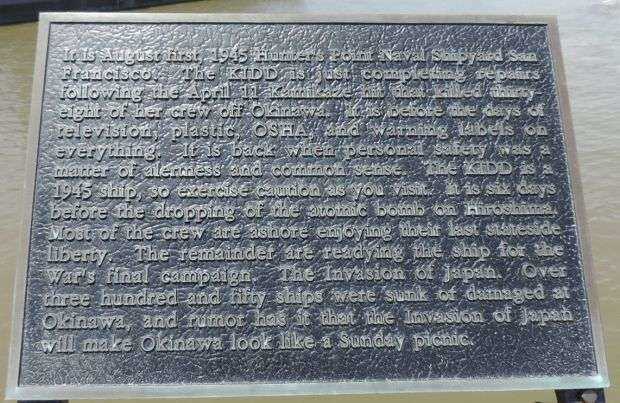 It is August first, 1945 Hunter's Point Naval Shipyard San
Francisco. The KIDD is just completing repairs
following the April 11 Kamikaze hit that killed thirty-
eight of her crew off Okinawa. It is before the days of
television, plastic, OSHA, and warning labels on
everything. It is back when personal safety was a
matter of alertness and common sense. The KIDD is a
1945 ship, so exercise caution as you visit. It is six days
before the dropping of the atomic bomb on Hiroshima.
Most of the crew are ashore enjoying their last stateside
liberty. The remainder are readying the ship for the
War's final campaign The Invasion of Japan. Over
three hundred and fifty ships were sunk of damaged at
Okinawa, and rumor has it that the Invasion of Japan
will make Okinawa look like a Sunday picnic.